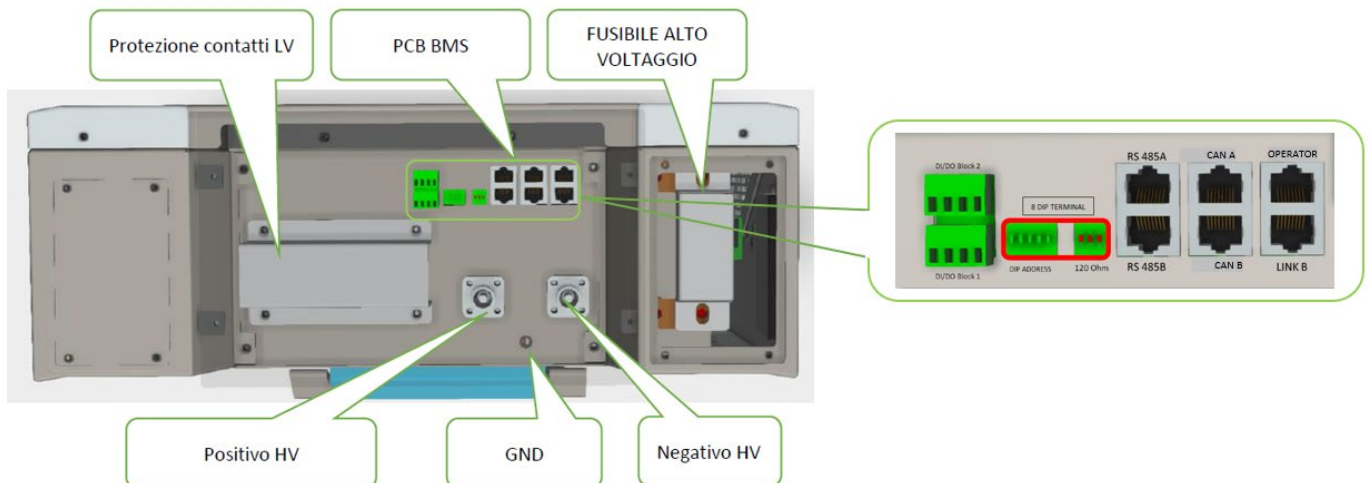 Protezione contatti LV
PCB BMS
FUSIBILE ALTO
VOLTAGGIO
DI/DO Block 2
RS 485A
CAN A
OPERATOR
8 DIP TERMINAL
DIP ADDRESS
120 Ohm
RS 485B
CAN B
LINK B
DI/DO Block 1
Positivo HV
GND
Negativo HV